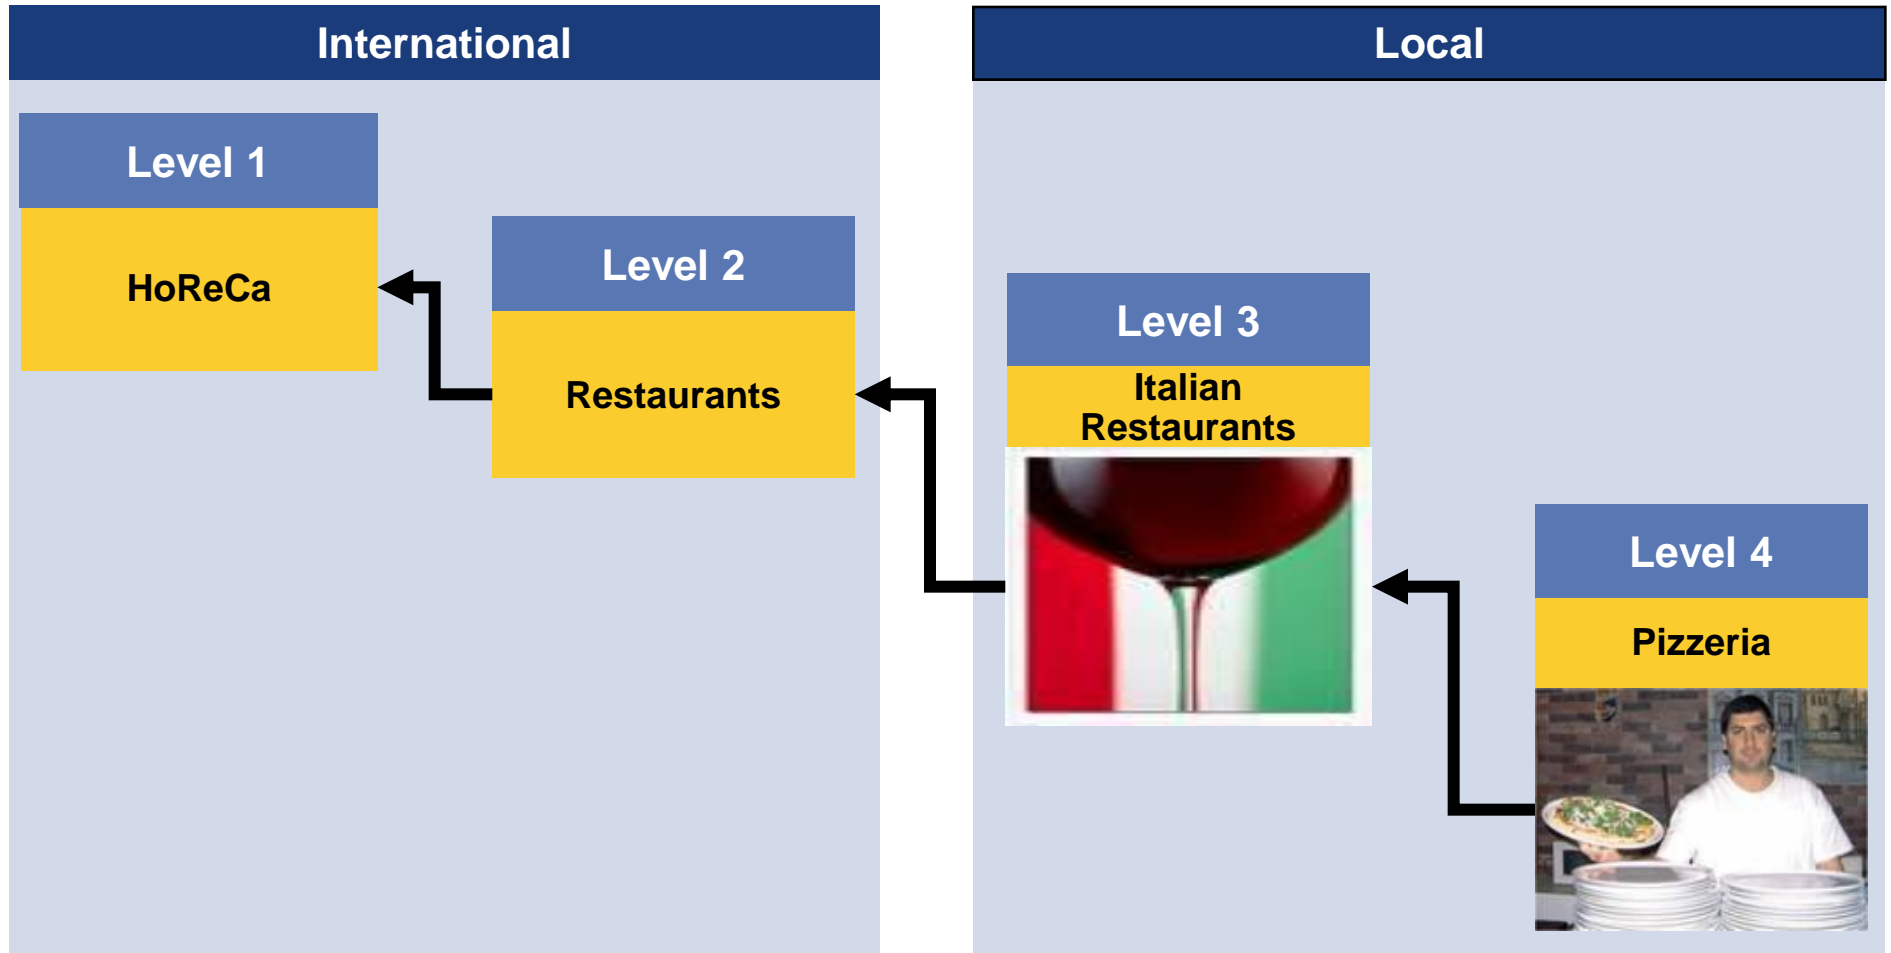 International
Local
Level 1
HoReCa
Level 2
Restaurants
Level 3
Italian
Restaurants
Level 4
Pizzeria